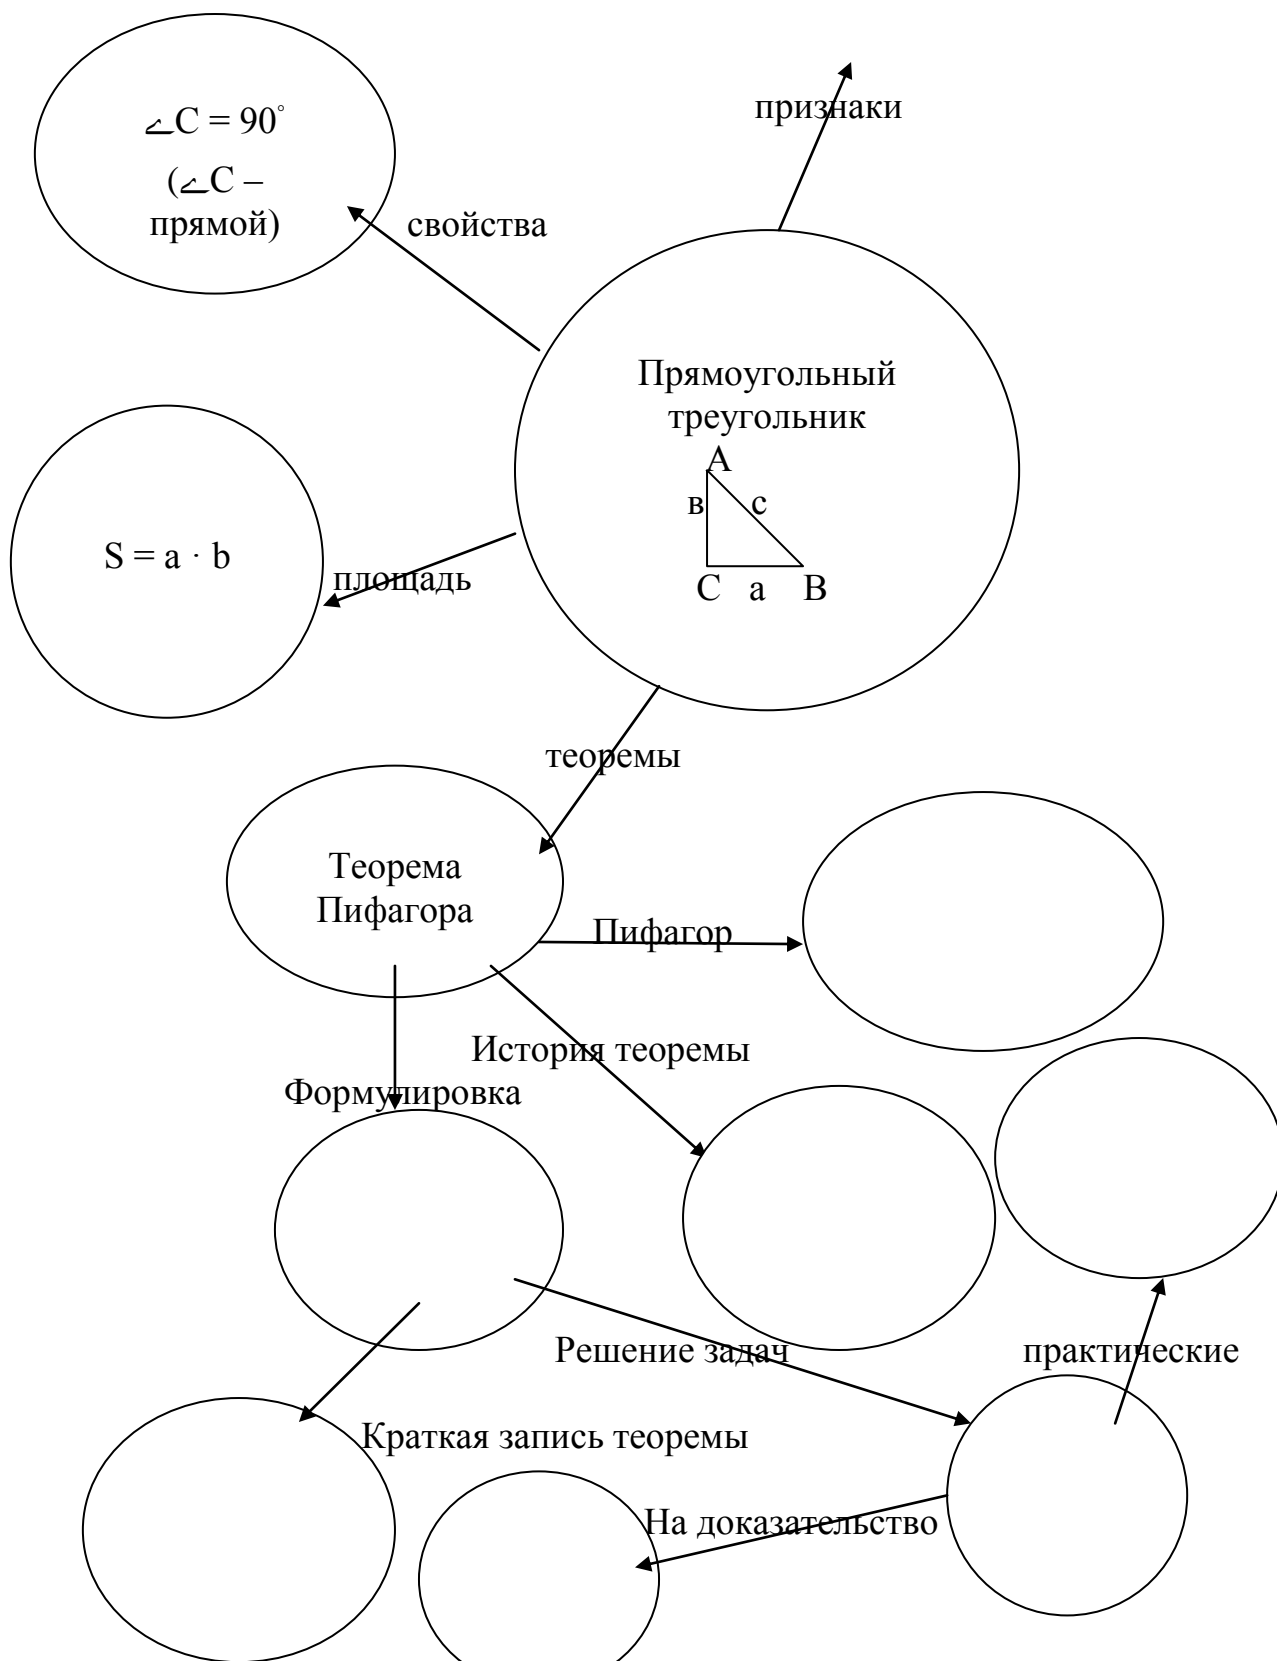 признаки
∠C = 90°
(∠C –
прямой)
свойства
Прямоугольный
треугольник
A
в
с
С
а
В
S = a · b
площадь
теоремы
Теорема
Пифагора
Пифагор
История теоремы
Формулировка
Решение задач
практические
Краткая запись теоремы
На доказательство